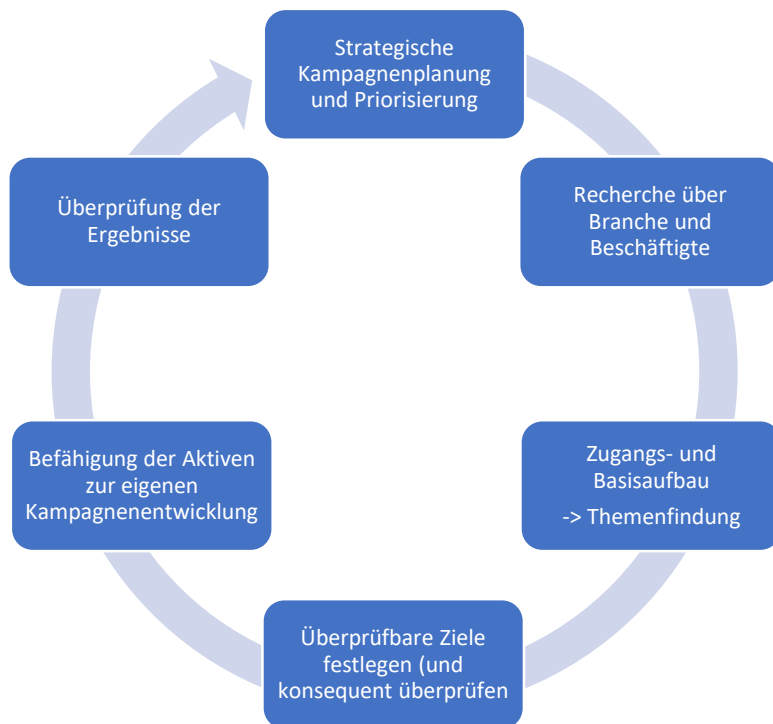 Strategische
Kampagnenplanung
und Priorisierung
Recherche über
Branche und
Beschäftigte
Zugangs- und
Basisaufbau
-> Themenfindung
Überprüfbare Ziele
festlegen (und
konsequent überprüfen
Befähigung der Aktiven
zur eigenen
Kampagnenentwicklung
Überprüfung der
Ergebnisse